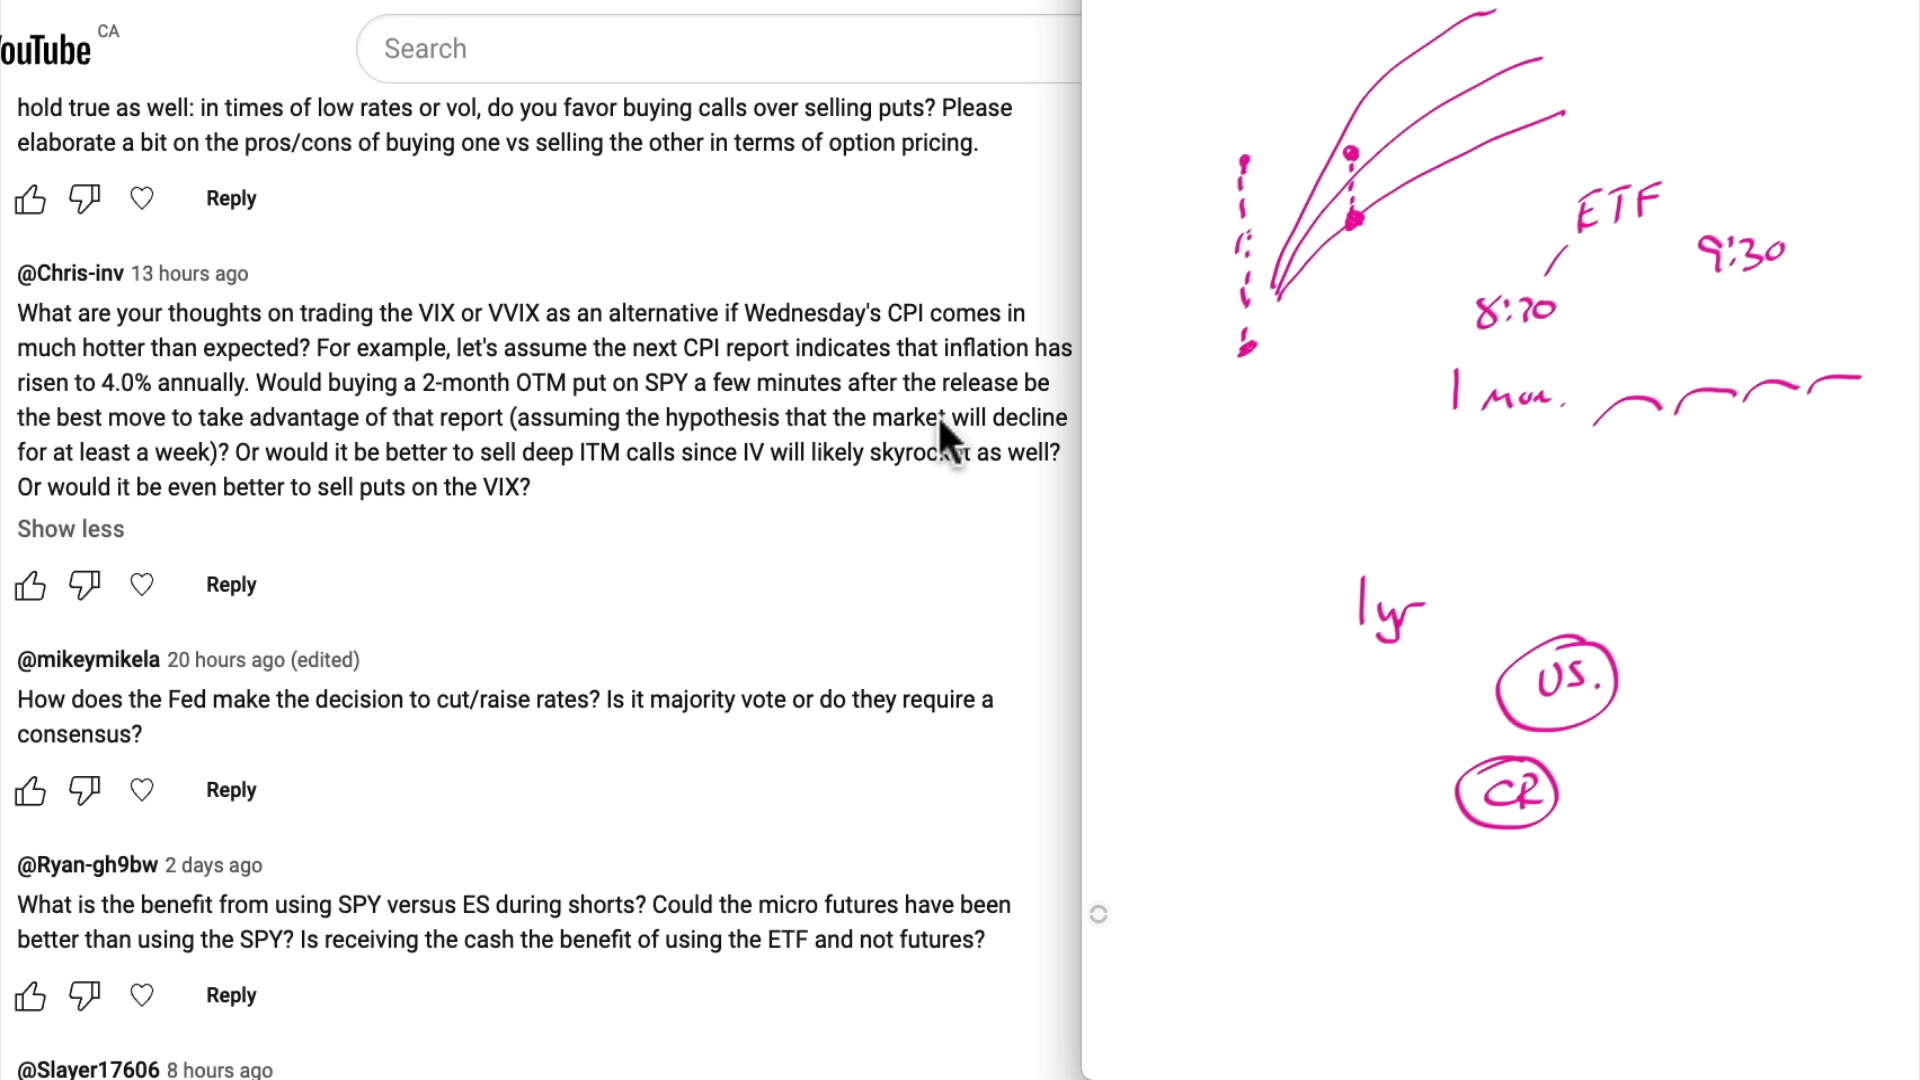 ouTube CA
Search
hold true as well: in times of low rates or vol, do you favor buying calls over selling puts? Please
elaborate a bit on the pros/cons of buying one vs selling the other in terms of option pricing.
Reply
@Chris-inv 13 hours ago
What are your thoughts on trading the VIX or VVIX as an alternative if Wednesday's CPI comes in
much hotter than expected? For example, let's assume the next CPI report indicates that inflation has
risen to 4.0% annually. Would buying a 2-month OTM put on SPY a few minutes after the release be
the best move to take advantage of that report (assuming the hypothesis that the market will decline
for at least a week)? Or would it be better to sell deep ITM calls since IV will likely skyrocket as well?
Or would it be even better to sell puts on the VIX?
Show less
Reply
@mikeymikela 20 hours ago (edited)
How does the Fed make the decision to cut/raise rates? Is it majority vote or do they require a
consensus?
Reply
@Ryan-gh9bw 2 days ago
What is the benefit from using SPY versus ES during shorts? Could the micro futures have been
better than using the SPY? Is receiving the cash the benefit of using the ETF and not futures?
Reply
@Slayer17606 8 hours ago
ETF
9:30
1 mon.
1 yr
US.
CR